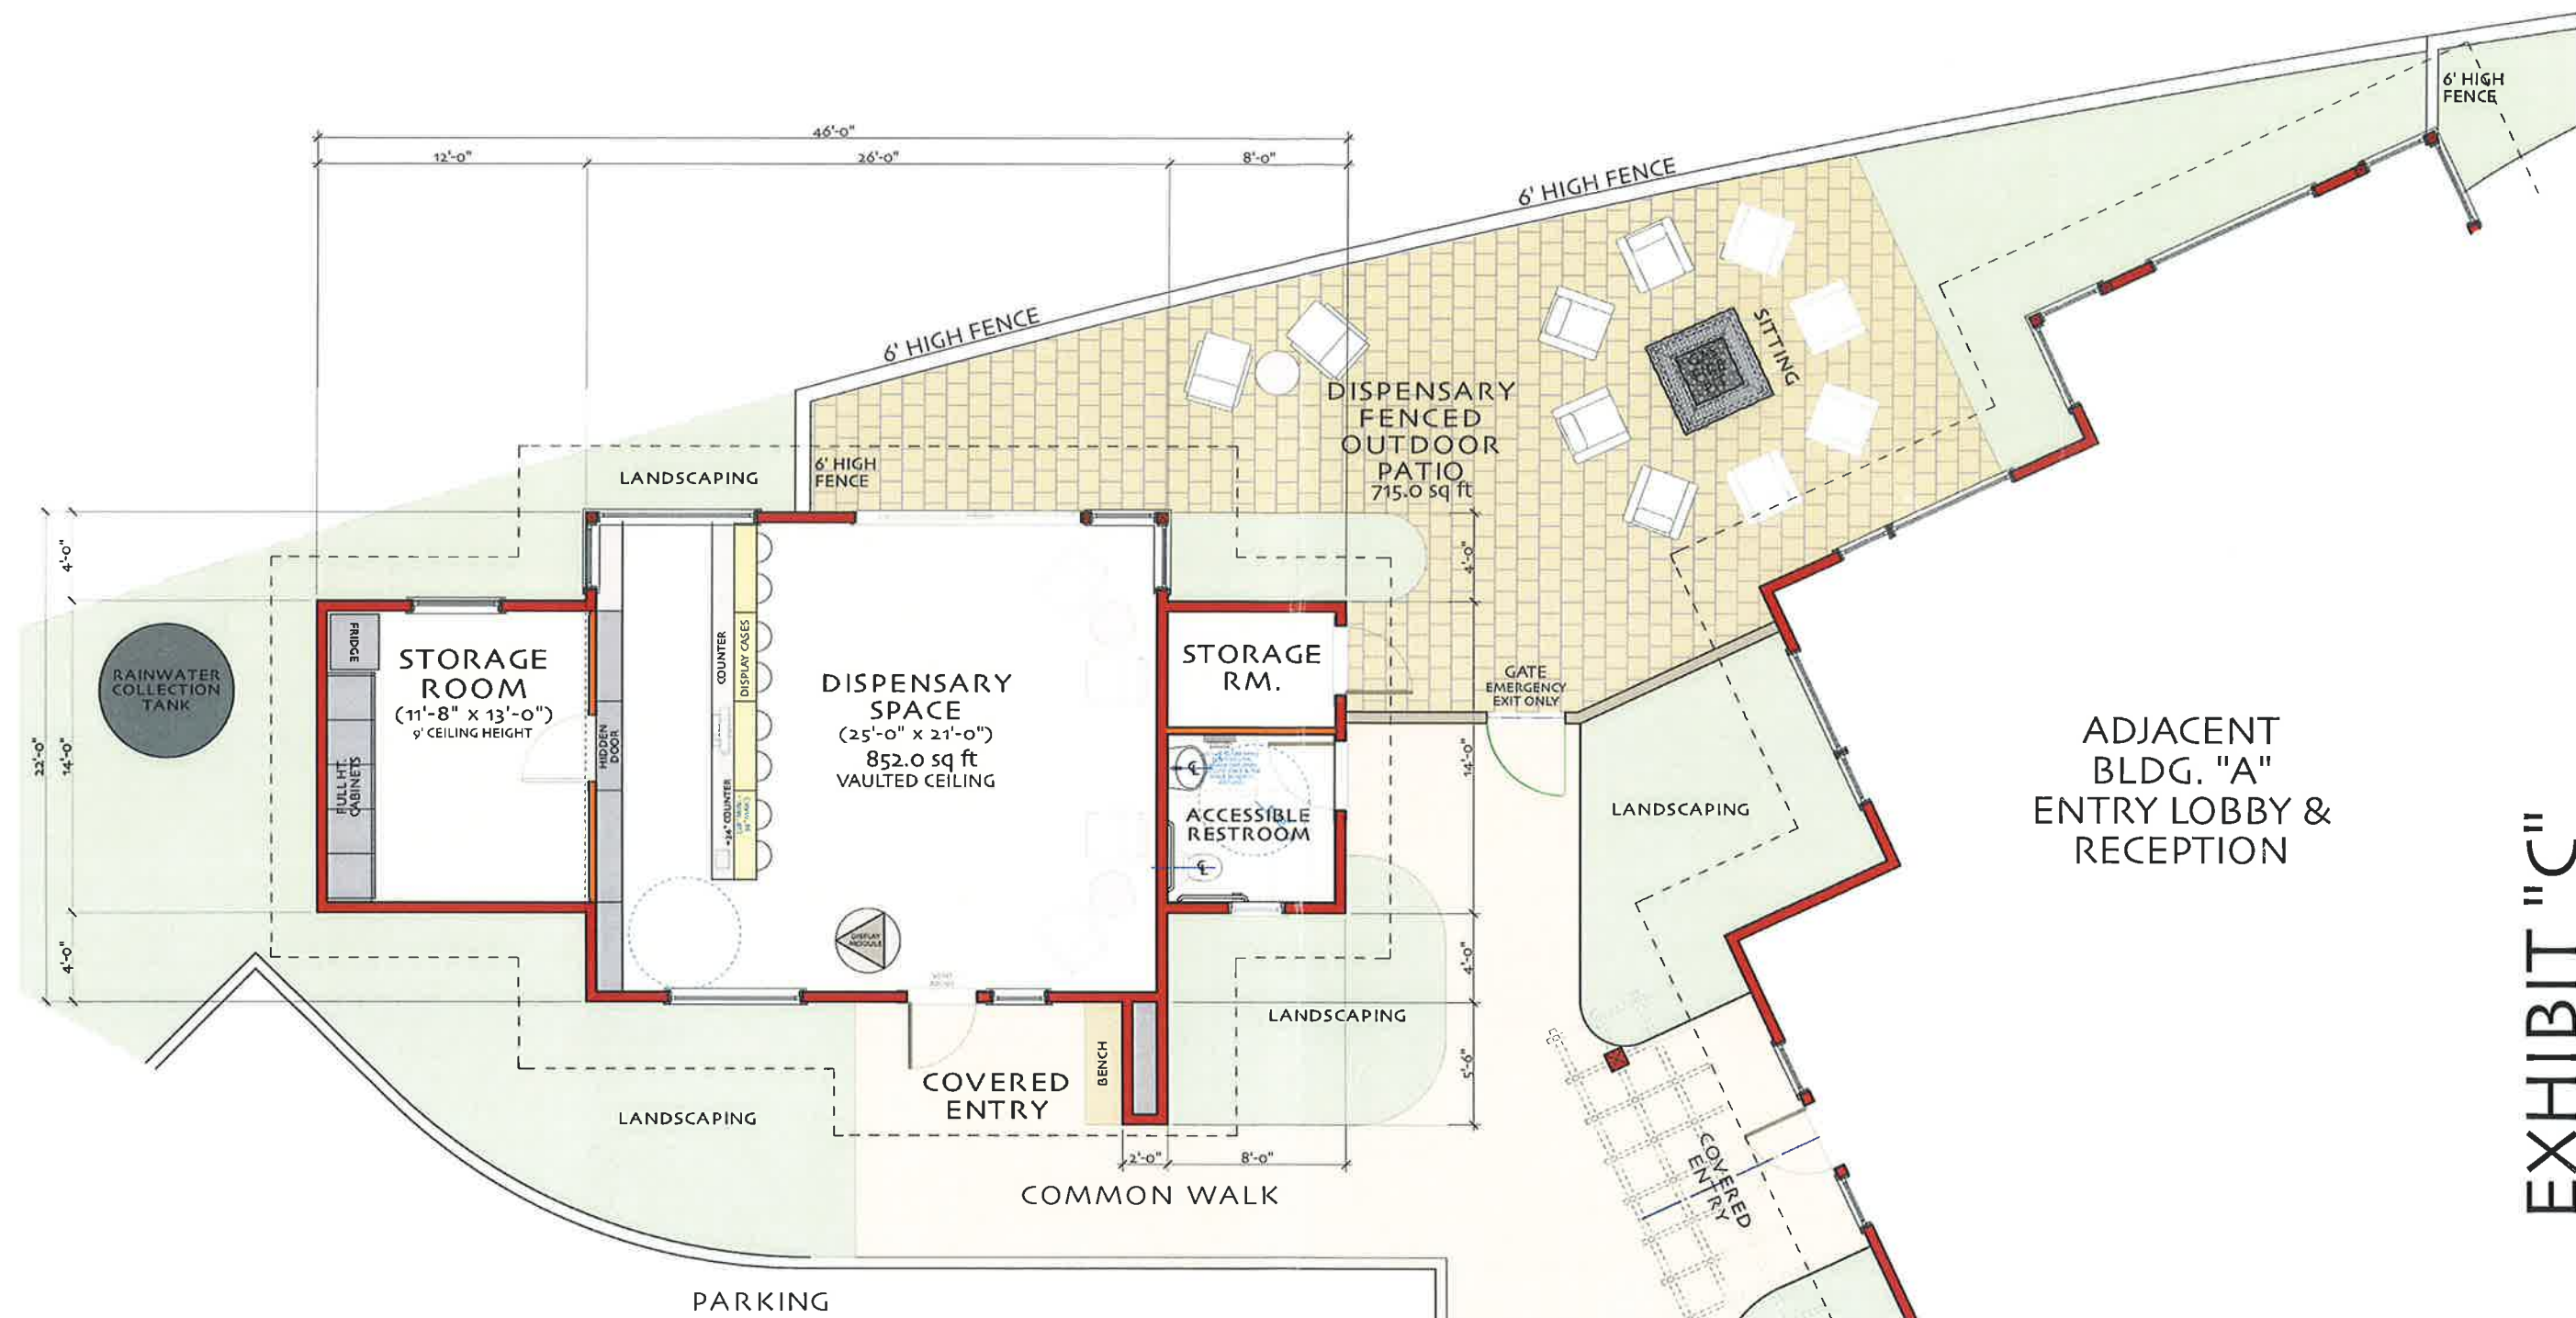 46'-0"
12'-0"
26'-0"
8'-0"
6' HIGH
FENCE
6' HIGH FENCE
6' HIGH FENCE
SITTING
DISPENSARY
FENCED
OUTDOOR
PATIO
715.0 sq ft
LANDSCAPING
6' HIGH
FENCE
4'-0"
22'-0"
14'-0"
4'-0"
RAINWATER
COLLECTION
TANK
FRIDGE
FULL HT.
CABINETS
STORAGE
ROOM
(11'-8" x 13'-0")
9' CEILING HEIGHT
HIDDEN
DOOR
COUNTER
DISPLAY CASES
COUNTER
DISPENSARY
SPACE
(25'-0" x 21'-0")
852.0 sq ft
VAULTED CEILING
DISPLAY
MODULE
STORAGE
RM.
ACCESSIBLE
RESTROOM
4'-0"
14'-0"
4'-0"
5'-6"
GATE
EMERGENCY
EXIT ONLY
LANDSCAPING
ADJACENT
BLDG. "A"
ENTRY LOBBY &
RECEPTION
EXHIBIT "C"
LANDSCAPING
LANDSCAPING
COVERED
ENTRY
BENCH
2'-0"
8'-0"
COMMON WALK
COVERED
ENTRY
PARKING